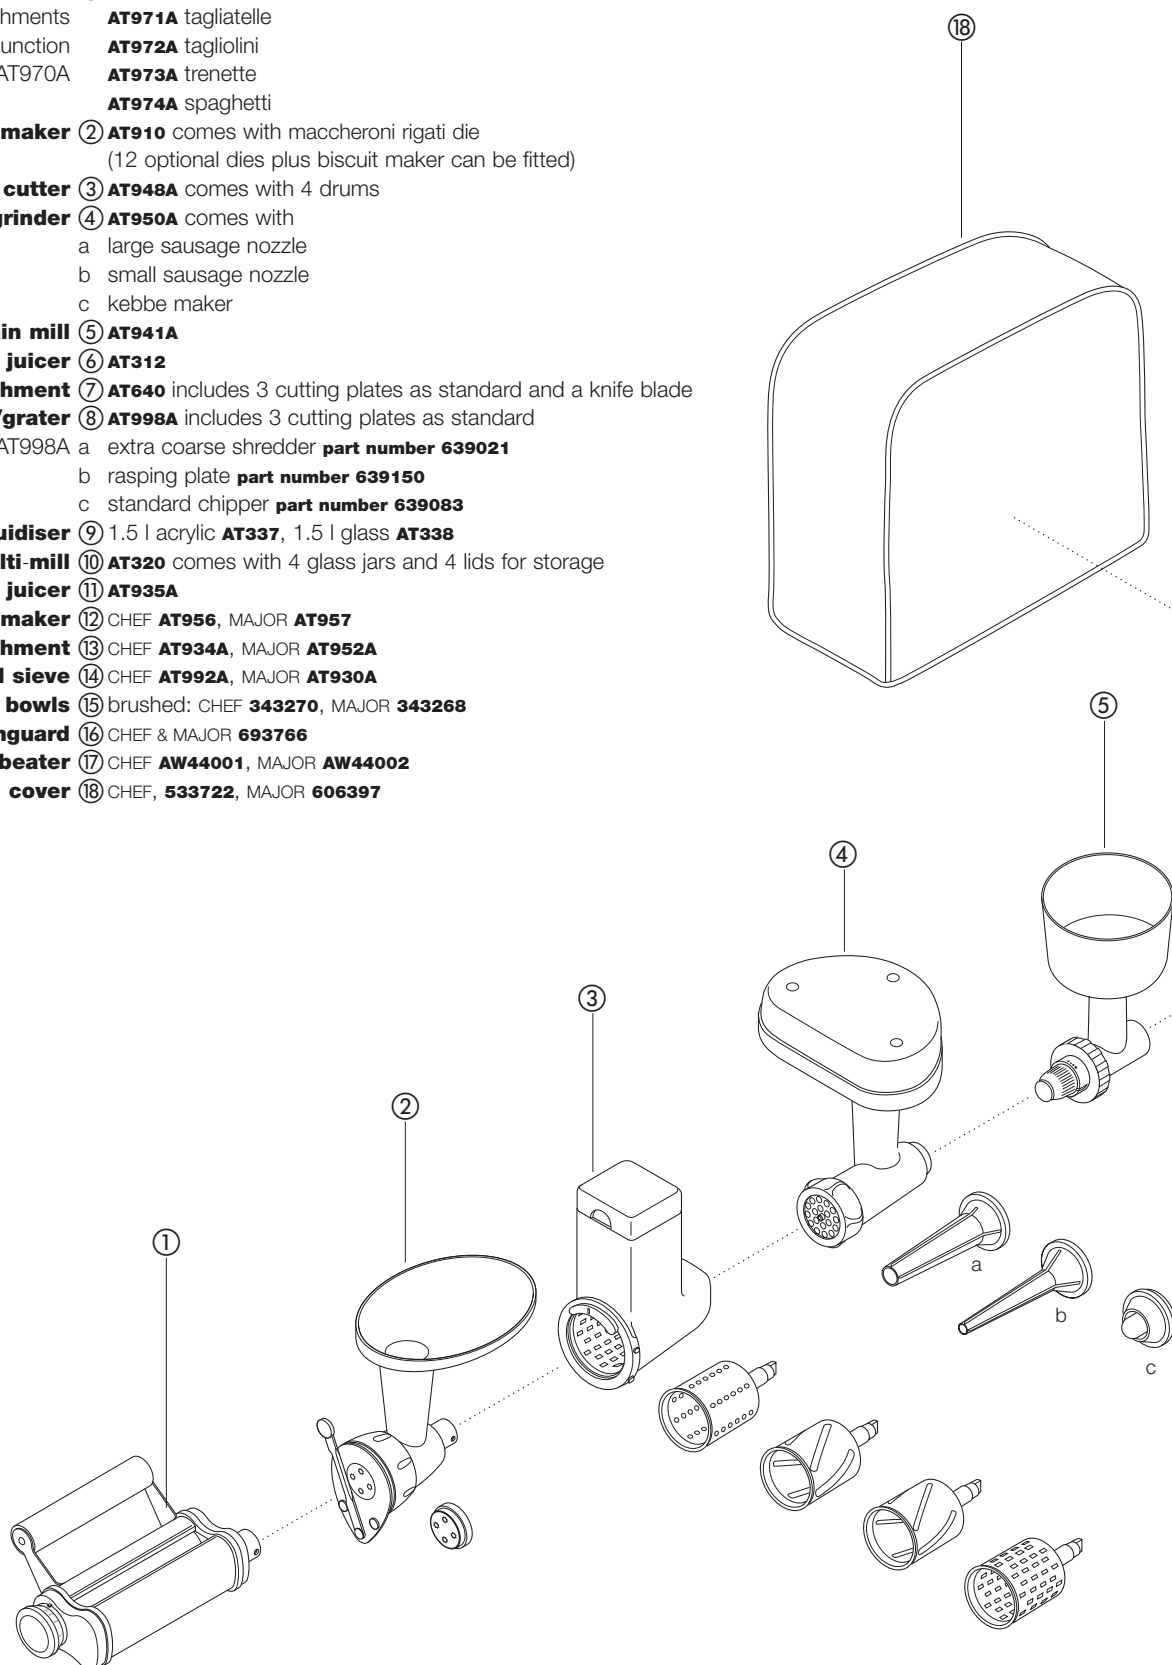 hments AT971A tagliatelle
unction AT972A tagliolini
AT970A AT973A trenette
AT974A spaghetti
maker ② AT910 comes with maccheroni rigati die
(12 optional dies plus biscuit maker can be fitted)
cutter ③ AT948A comes with 4 drums
grinder ④ AT950A comes with
a large sausage nozzle
b small sausage nozzle
c kebbe maker
in mill ⑤ AT941A
juicer ⑥ AT312
hment ⑦ AT640 includes 3 cutting plates as standard and a knife blade
/grater ⑧ AT998A includes 3 cutting plates as standard
AT998A a extra coarse shredder part number 639021
b rasping plate part number 639150
c standard chipper part number 639083
uidiser ⑨ 1.5 l acrylic AT337, 1.5 l glass AT338
lti-mill ⑩ AT320 comes with 4 glass jars and 4 lids for storage
juicer ⑪ AT935A
maker ⑫ CHEF AT956, MAJOR AT957
hment ⑬ CHEF AT934A, MAJOR AT952A
l sieve ⑭ CHEF AT992A, MAJOR AT930A
bowls ⑮ brushed: CHEF 343270, MAJOR 343268
hguard ⑯ CHEF & MAJOR 693766
beater ⑰ CHEF AW44001, MAJOR AW44002
cover ⑱ CHEF, 533722, MAJOR 606397
⑱
⑤
④
③
②
①
a
b
c